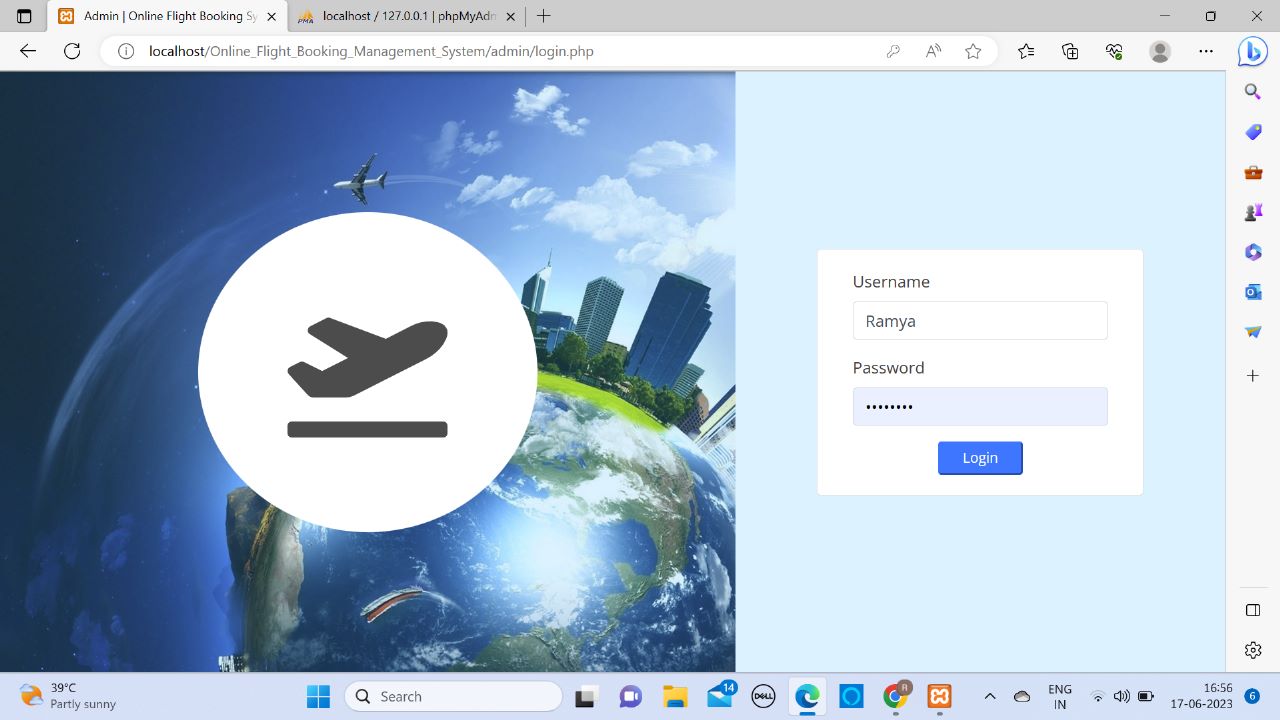 Admin | Online Flight Booking Sy
localhost / 127.0.0.1 | phpMyAdm
localhost/Online_Flight_Booking_Management_System/admin/login.php
Username
Ramya
Password
••••••••
Login
39°C
Partly sunny
Search
14
DELL
R
ENG
IN
16:56
17-06-2023
6